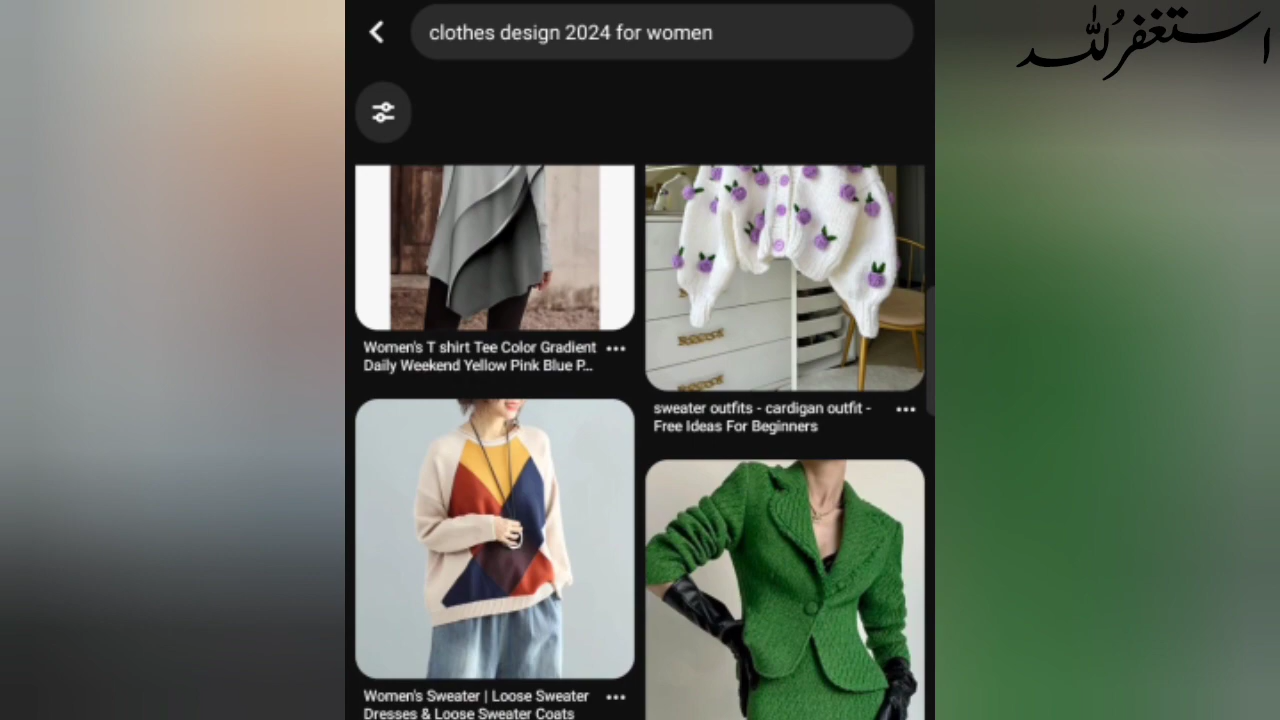 clothes design 2024 for women
استغفرُالله
Women's T shirt Tee Color Gradient
Daily Weekend Yellow Pink Blue P...
sweater outfits - cardigan outfit -
Free Ideas For Beginners
Women's Sweater | Loose Sweater
Dresses & Loose Sweater Coats